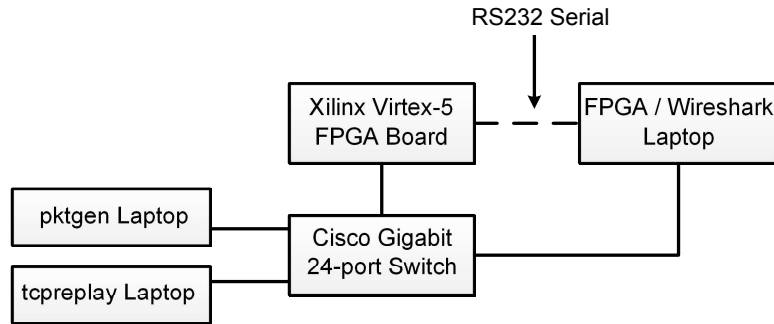 RS232 Serial
Xilinx Virtex-5
FPGA Board
FPGA / Wireshark
Laptop
pktgen Laptop
Cisco Gigabit
24-port Switch
tcpreplay Laptop